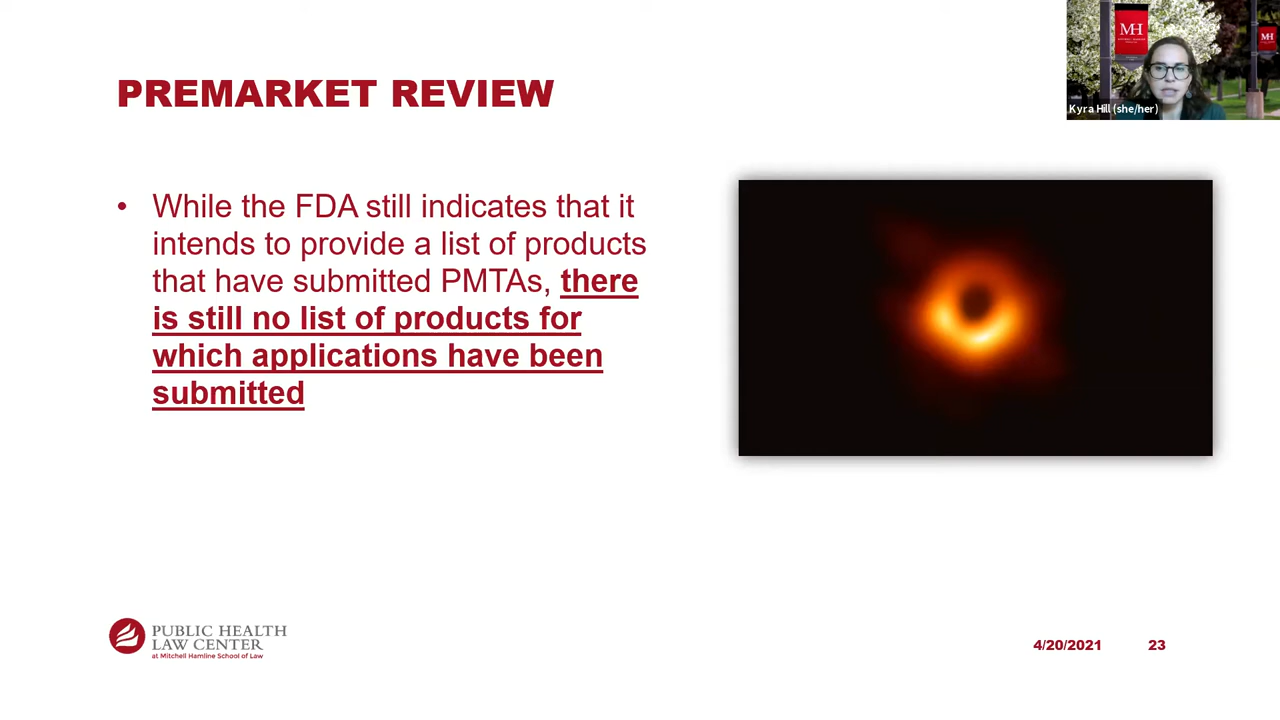 PREMARKET REVIEW
MH
MH
Kyra Hill (she/her)
• While the FDA still indicates that it
intends to provide a list of products
that have submitted PMTAs, there
is still no list of products for
which applications have been
submitted
PUBLIC HEALTH
LAW CENTER
at Mitchell Hamline School of Law
4/20/2021 23